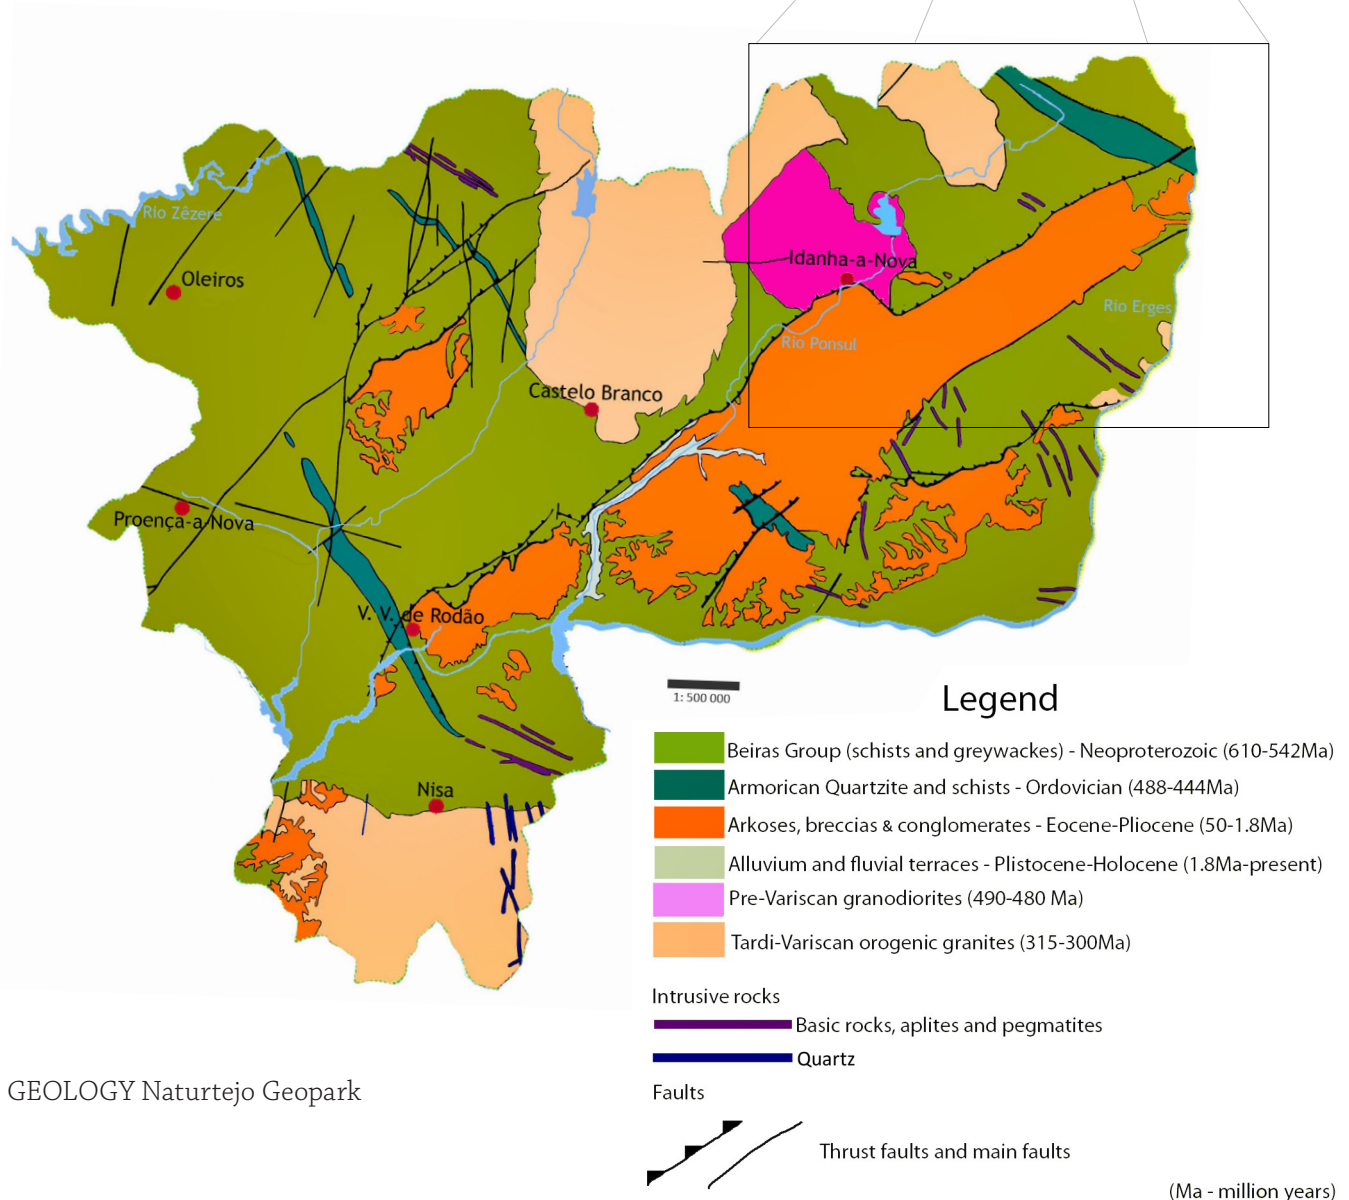 Rio Zêzere
Oleiros
Idanha-a-Nova
Rio Erges
Rio Ponsul
Castelo Branco
Proença-a-Nova
V. V. de Rodão
Nisa
1: 500 000
Legend
Beiras Group (schists and greywackes) - Neoproterozoic (610-542Ma)
Armorican Quartzite and schists - Ordovician (488-444Ma)
Arkoses, breccias & conglomerates - Eocene-Pliocene (50-1.8Ma)
Alluvium and fluvial terraces - Plistocene-Holocene (1.8Ma-present)
Pre-Variscan granodiorites (490-480 Ma)
Tardi-Variscan orogenic granites (315-300Ma)
Intrusive rocks
Basic rocks, aplites and pegmatites
Quartz
GEOLOGY Naturtejo Geopark
Faults
Thrust faults and main faults
(Ma - million years)